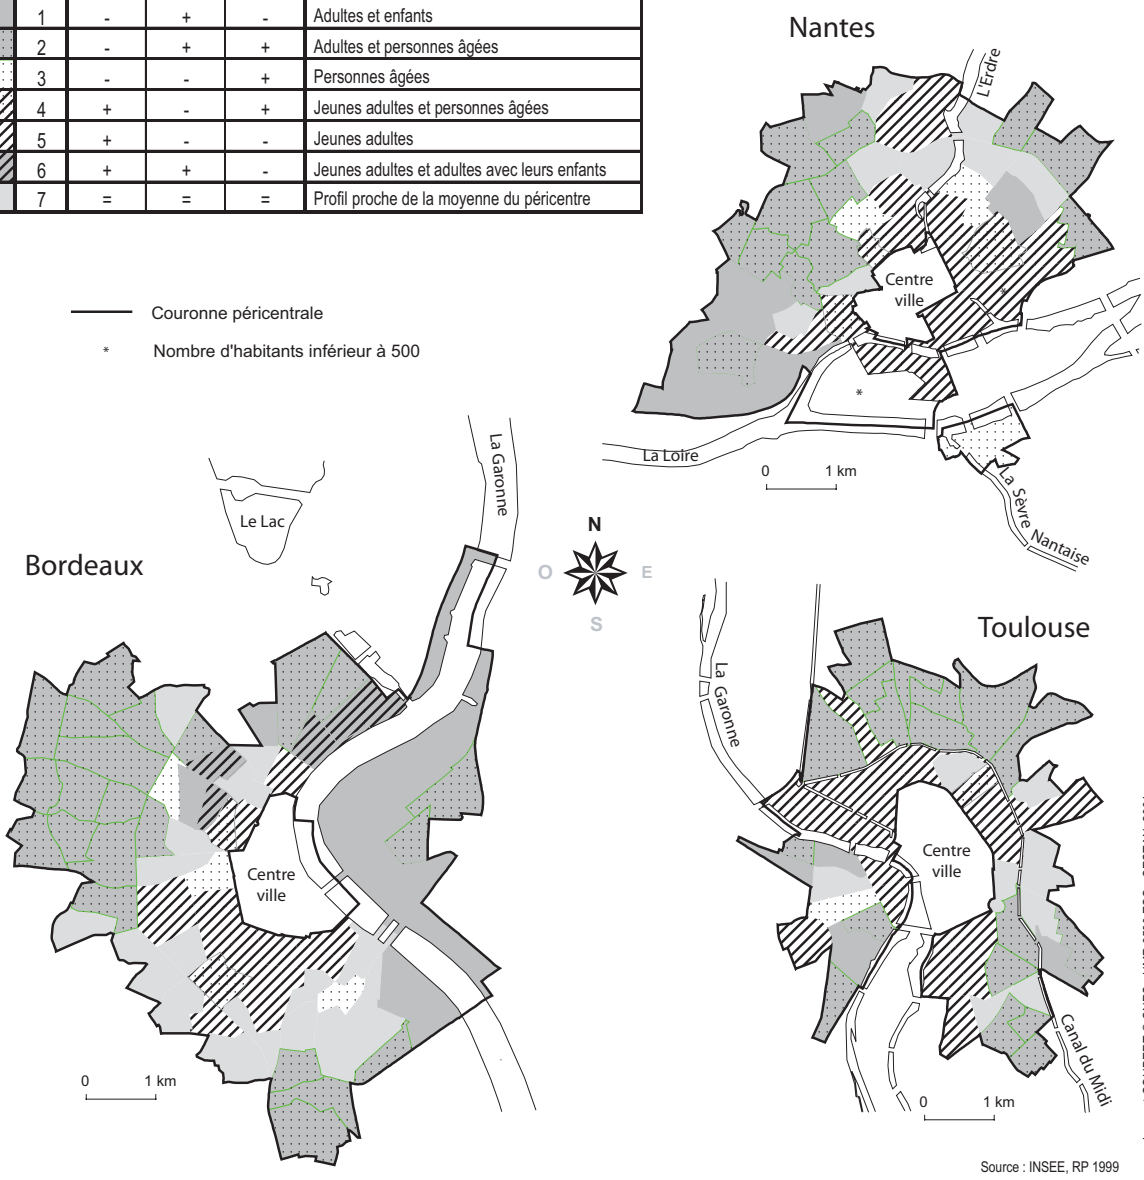 1 - + - Adultes et enfants
2 - + + Adultes et personnes âgées
3 - - + Personnes âgées
4 + - + Jeunes adultes et personnes âgées
5 + - - Jeunes adultes
6 + + - Jeunes adultes et adultes avec leurs enfants
7 = = = Profil proche de la moyenne du péricentre
Couronne péricentrale
* Nombre d'habitants inférieur à 500
Nantes
L'Erdre
Centre
ville
*
*
La Loire
0 1 km
La Sèvre
Nantaise
Bordeaux
Le Lac
La Garonne
Centre
ville
0 1 km
N
O E
S
Toulouse
La Garonne
Centre
ville
Canal du Midi
0 1 km
Source : INSEE, RP 1999